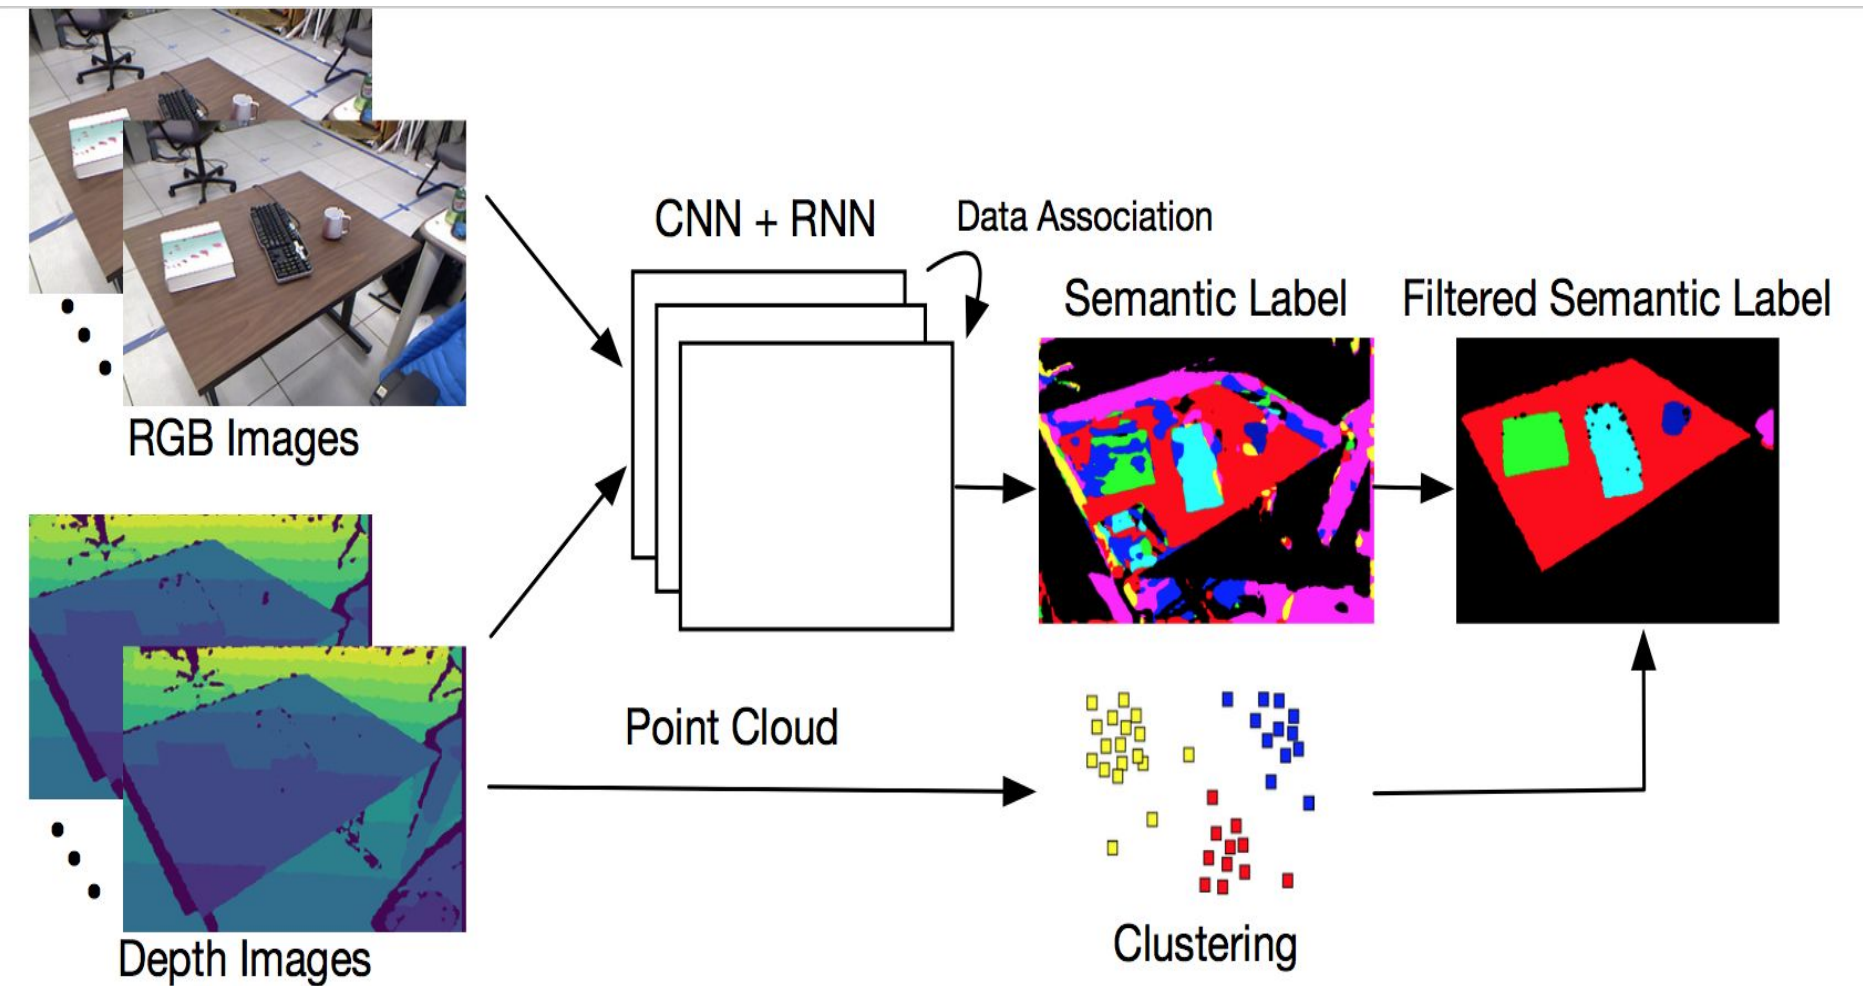 CNN + RNN
Data Association
Semantic Label
Filtered Semantic Label
RGB Images
Point Cloud
Clustering
Depth Images